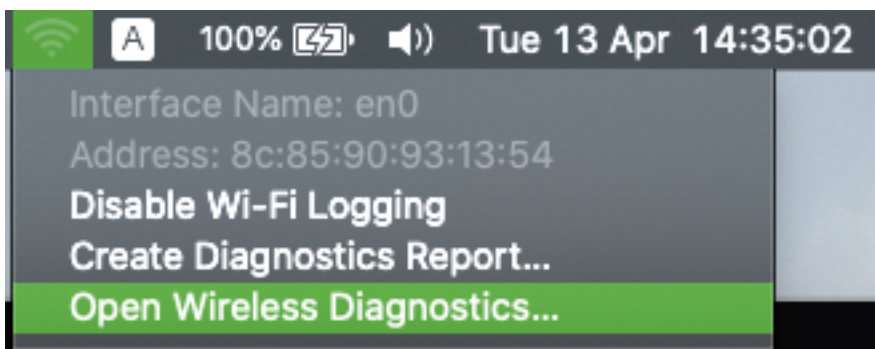 A 100% Tue 13 Apr 14:35:02
Interface Name: en0
Address: 8c:85:90:93:13:54
Disable Wi-Fi Logging
Create Diagnostics Report...
Open Wireless Diagnostics...